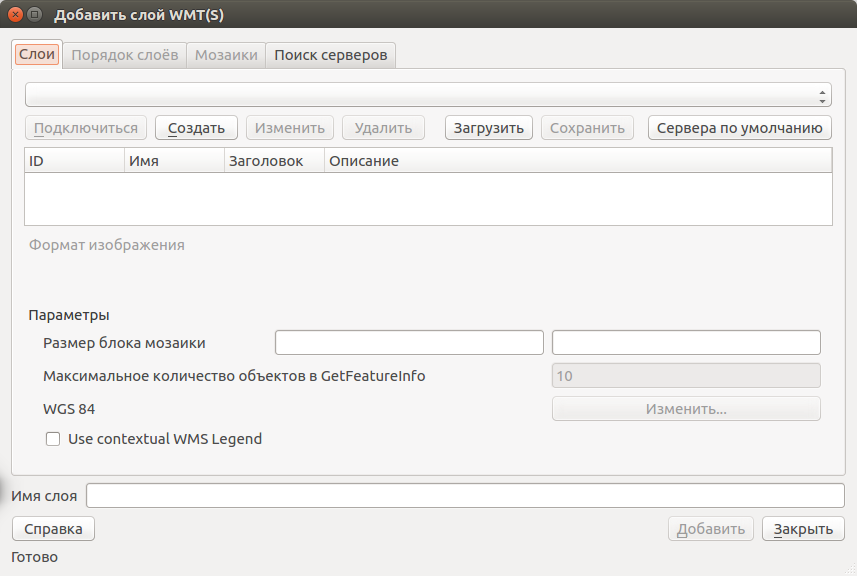 Добавить слой WMT(S)
Слои Порядок слоёв Мозаики Поиск серверов
Подключиться Создать Изменить Удалить Загрузить Сохранить Сервера по умолчанию
ID Имя Заголовок Описание
Формат изображения
Параметры
Размер блока мозаики
Максимальное количество объектов в GetFeatureInfo 10
WGS 84 Изменить...
Use contextual WMS Legend
Имя слоя
Справка Добавить Закрыть
Готово